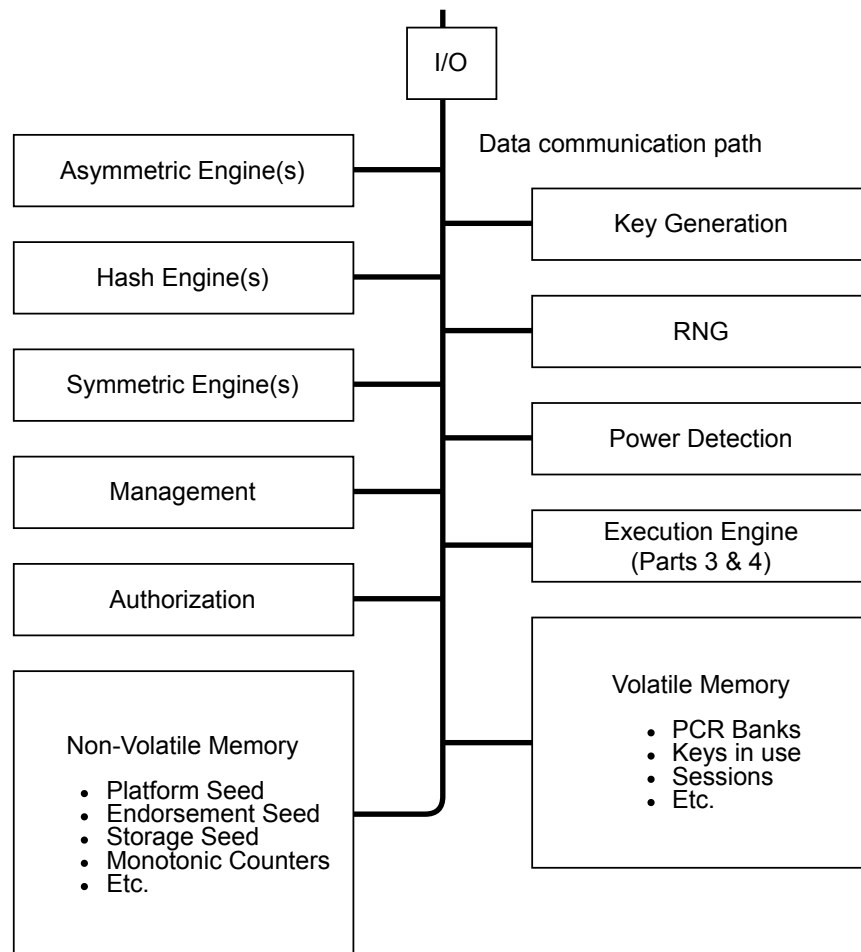 I/O
Data communication path
Asymmetric Engine(s)
Key Generation
Hash Engine(s)
RNG
Symmetric Engine(s)
Power Detection
Management
Execution Engine
(Parts 3 & 4)
Authorization
Non-Volatile Memory
• Platform Seed
• Endorsement Seed
• Storage Seed
• Monotonic Counters
• Etc.
Volatile Memory
• PCR Banks
• Keys in use
• Sessions
• Etc.